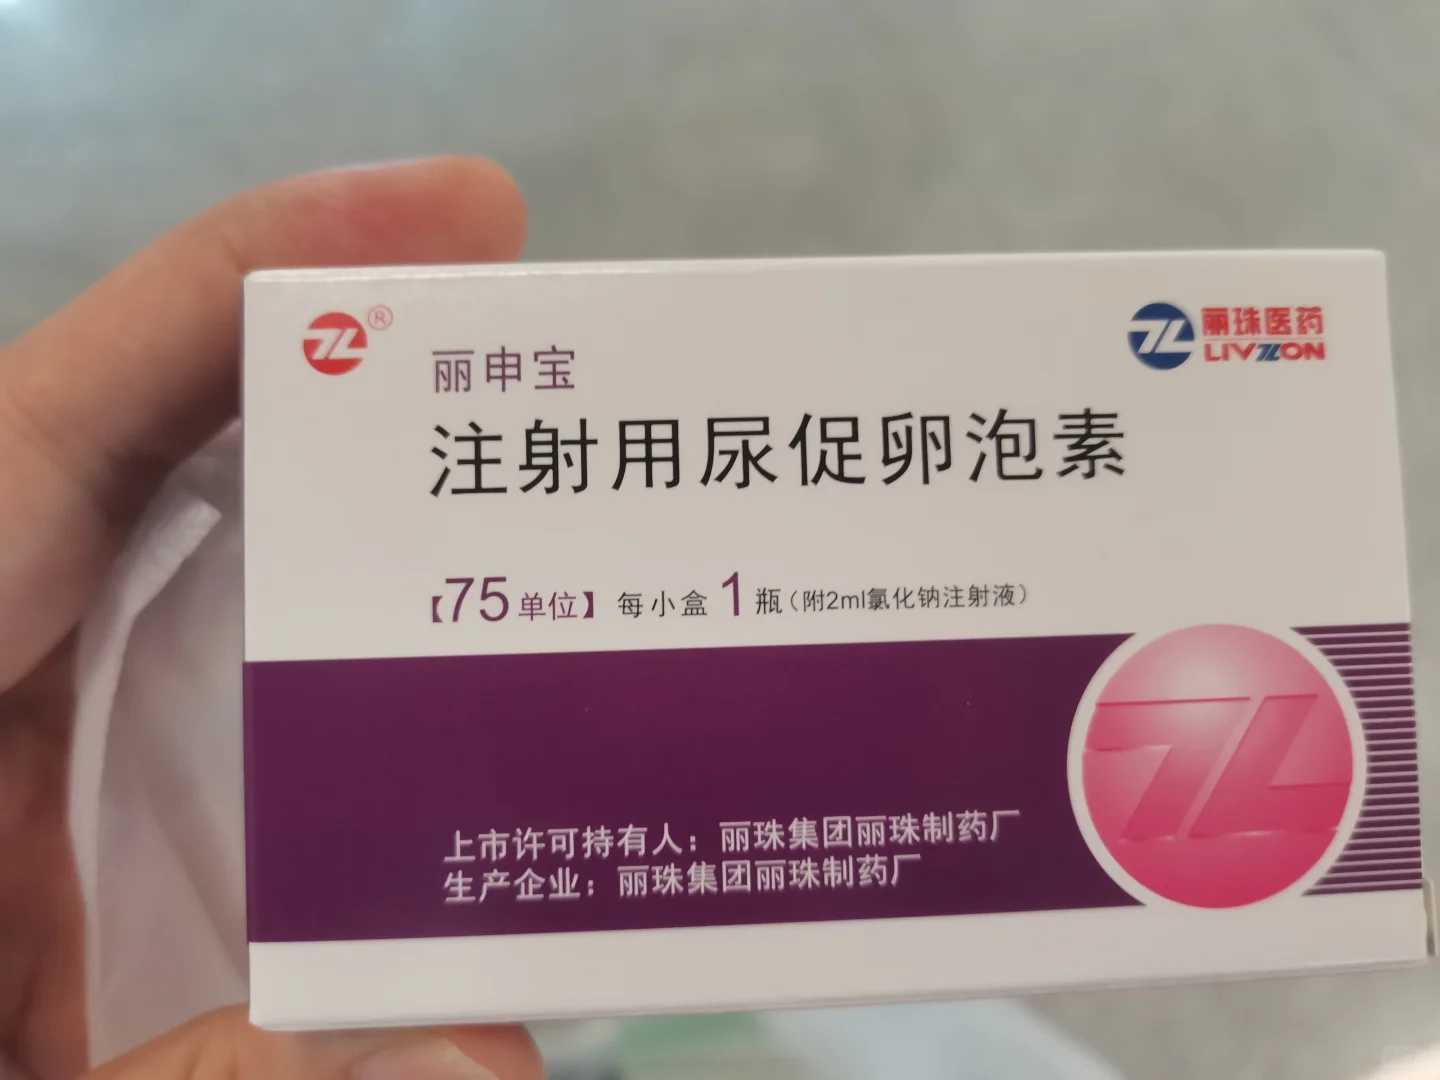 ®
丽珠医药
LIVZON
丽申宝
注射用尿促卵泡素
【75单位】每小盒1瓶（附2ml氯化钠注射液）
上市许可持有人：丽珠集团丽珠制药厂
生产企业：丽珠集团丽珠制药厂